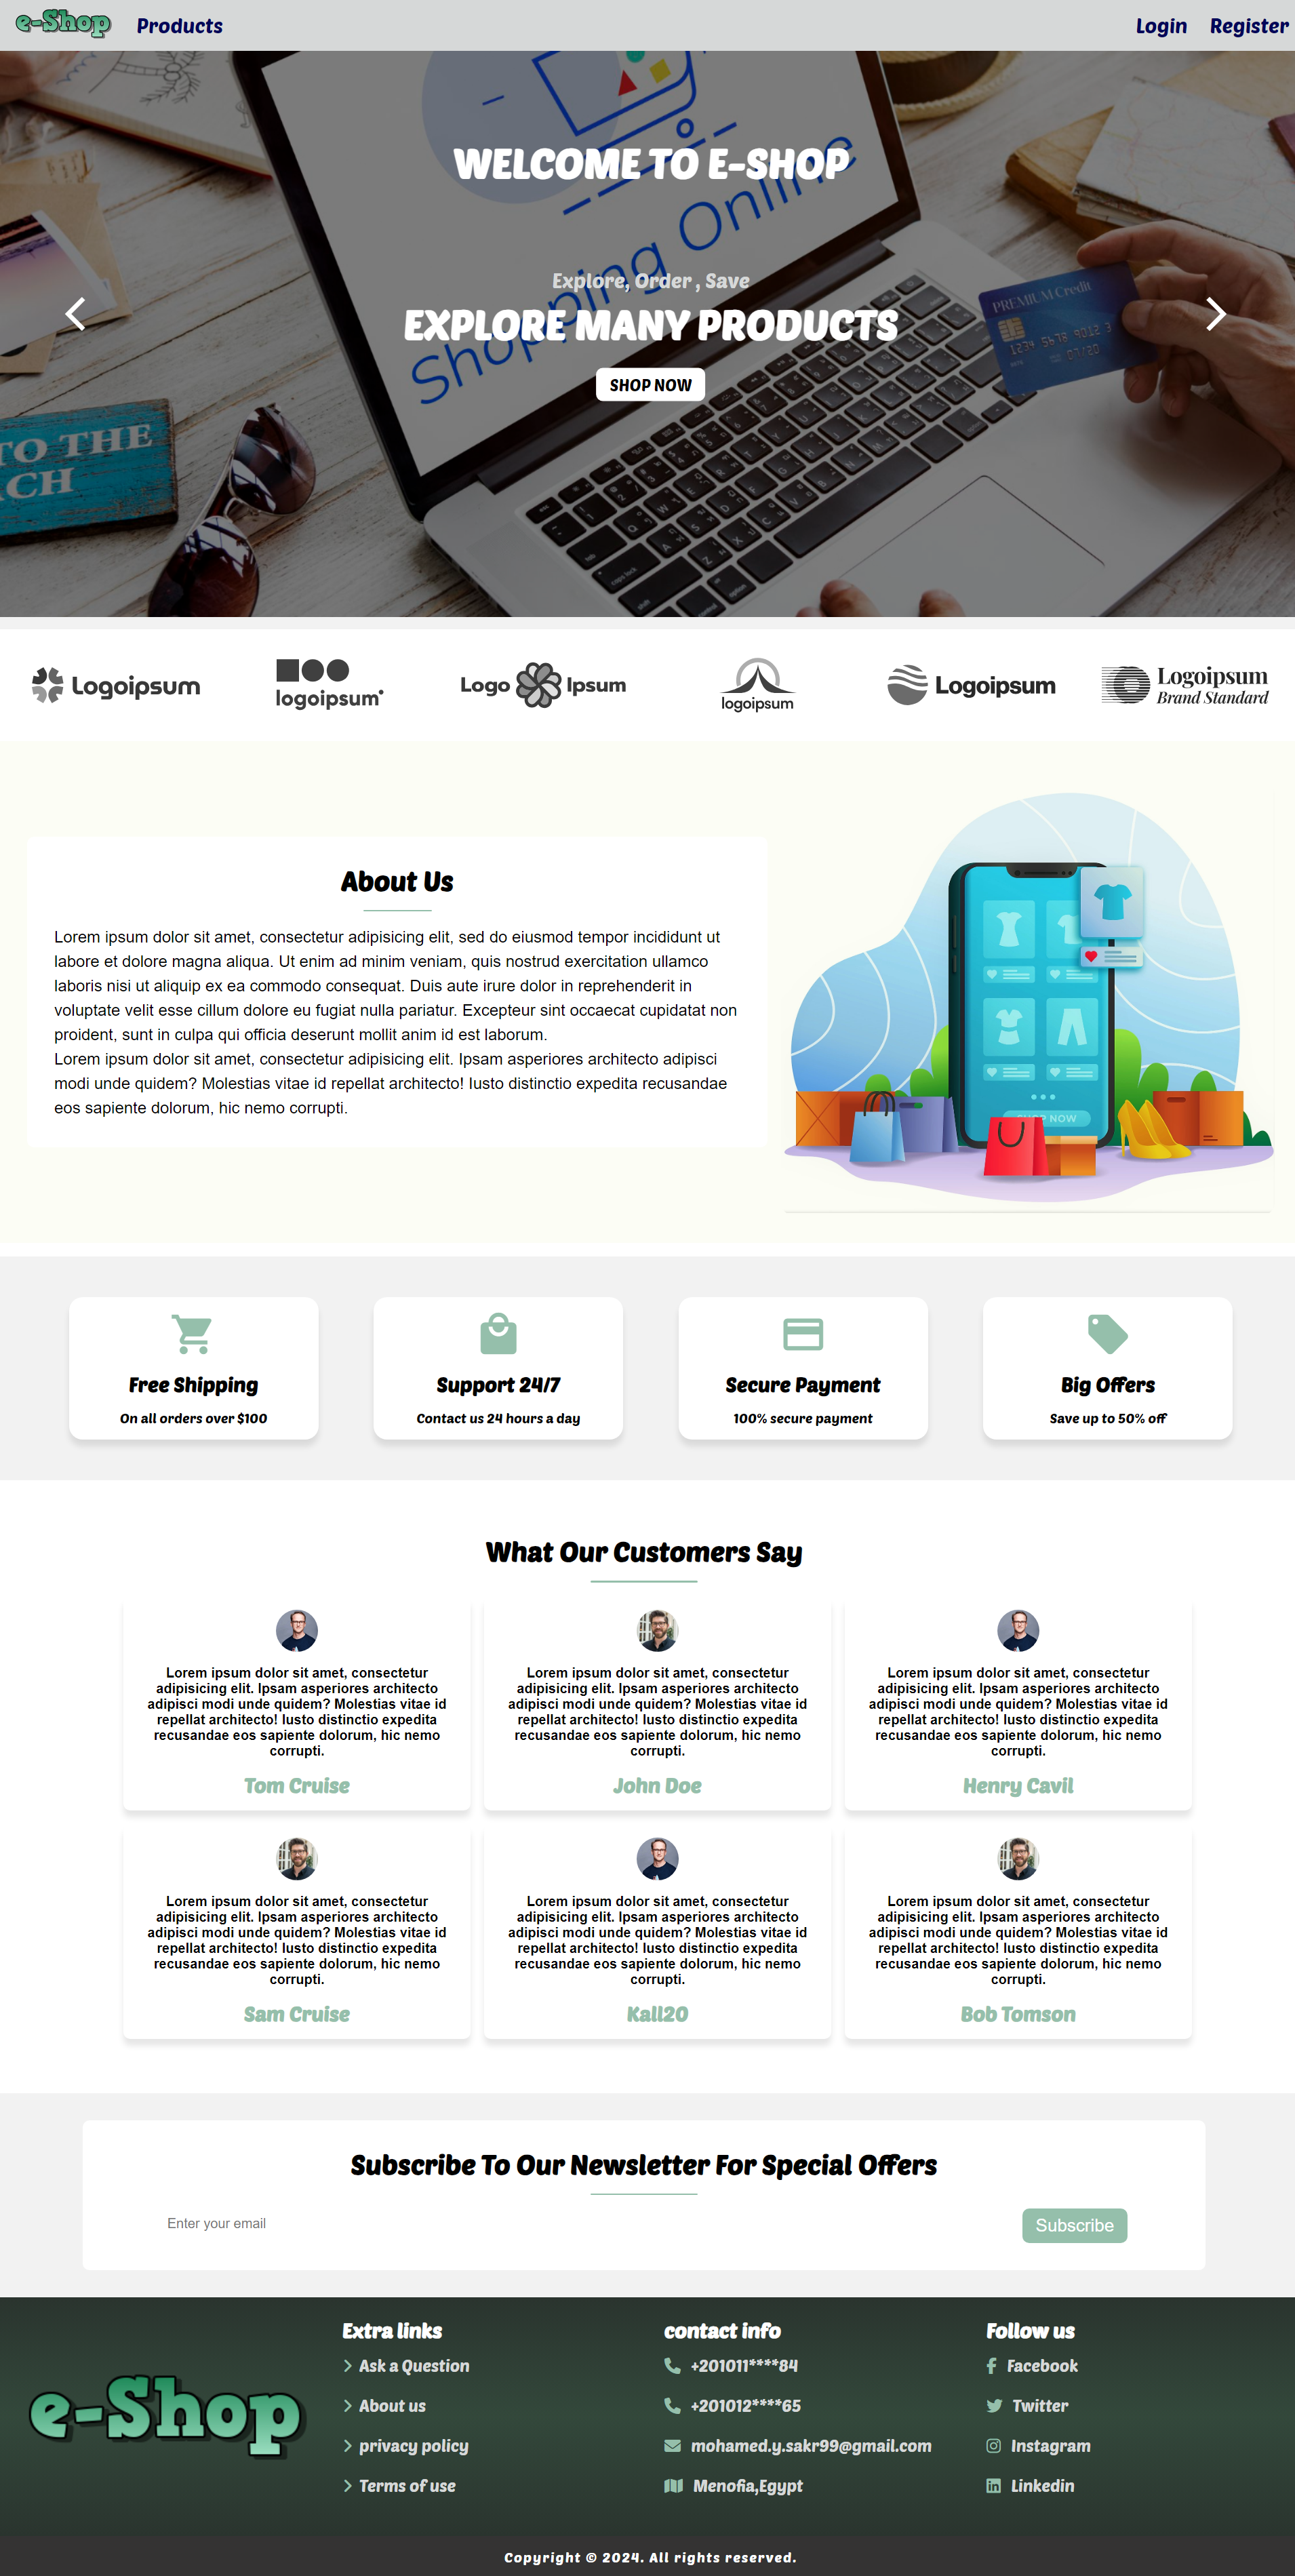 e-Shop
Products
Login
Register
WELCOME TO E-SHOP
Shopping Online
Explore, Order , Save
EXPLORE MANY PRODUCTS
SHOP NOW
PREMIUM Credit
1234 5678 9012 3
07/20
TO THE
ACH
Logoipsum
logoipsum
Logo Ipsum
logoipsum
Logoipsum
Logoipsum
Brand Standard
About Us
Lorem ipsum dolor sit amet, consectetur adipisicing elit, sed do eiusmod tempor incididunt ut
labore et dolore magna aliqua. Ut enim ad minim veniam, quis nostrud exercitation ullamco
laboris nisi ut aliquip ex ea commodo consequat. Duis aute irure dolor in reprehenderit in
voluptate velit esse cillum dolore eu fugiat nulla pariatur. Excepteur sint occaecat cupidatat non
proident, sunt in culpa qui officia deserunt mollit anim id est laborum.
Lorem ipsum dolor sit amet, consectetur adipisicing elit. Ipsam asperiores architecto adipisci
modi unde quidem? Molestias vitae id repellat architecto! Iusto distinctio expedita recusandae
eos sapiente dolorum, hic nemo corrupti.
SHOP NOW
Free Shipping
On all orders over $100
Support 24/7
Contact us 24 hours a day
Secure Payment
100% secure payment
Big Offers
Save up to 50% off
What Our Customers Say
Lorem ipsum dolor sit amet, consectetur
adipisicing elit. Ipsam asperiores architecto
adipisci modi unde quidem? Molestias vitae id
repellat architecto! Iusto distinctio expedita
recusandae eos sapiente dolorum, hic nemo
corrupti.
Tom Cruise
Lorem ipsum dolor sit amet, consectetur
adipisicing elit. Ipsam asperiores architecto
adipisci modi unde quidem? Molestias vitae id
repellat architecto! Iusto distinctio expedita
recusandae eos sapiente dolorum, hic nemo
corrupti.
John Doe
Lorem ipsum dolor sit amet, consectetur
adipisicing elit. Ipsam asperiores architecto
adipisci modi unde quidem? Molestias vitae id
repellat architecto! Iusto distinctio expedita
recusandae eos sapiente dolorum, hic nemo
corrupti.
Henry Cavil
Lorem ipsum dolor sit amet, consectetur
adipisicing elit. Ipsam asperiores architecto
adipisci modi unde quidem? Molestias vitae id
repellat architecto! Iusto distinctio expedita
recusandae eos sapiente dolorum, hic nemo
corrupti.
Sam Cruise
Lorem ipsum dolor sit amet, consectetur
adipisicing elit. Ipsam asperiores architecto
adipisci modi unde quidem? Molestias vitae id
repellat architecto! Iusto distinctio expedita
recusandae eos sapiente dolorum, hic nemo
corrupti.
Kall20
Lorem ipsum dolor sit amet, consectetur
adipisicing elit. Ipsam asperiores architecto
adipisci modi unde quidem? Molestias vitae id
repellat architecto! Iusto distinctio expedita
recusandae eos sapiente dolorum, hic nemo
corrupti.
Bob Tomson
Subscribe To Our Newsletter For Special Offers
Enter your email
Subscribe
e-Shop
Extra links
Ask a Question
About us
privacy policy
Terms of use
contact info
+201011****84
+201012****65
mohamed.y.sakr99@gmail.com
Menofia,Egypt
Follow us
Facebook
Twitter
Instagram
Linkedin
Copyright © 2024. All rights reserved.